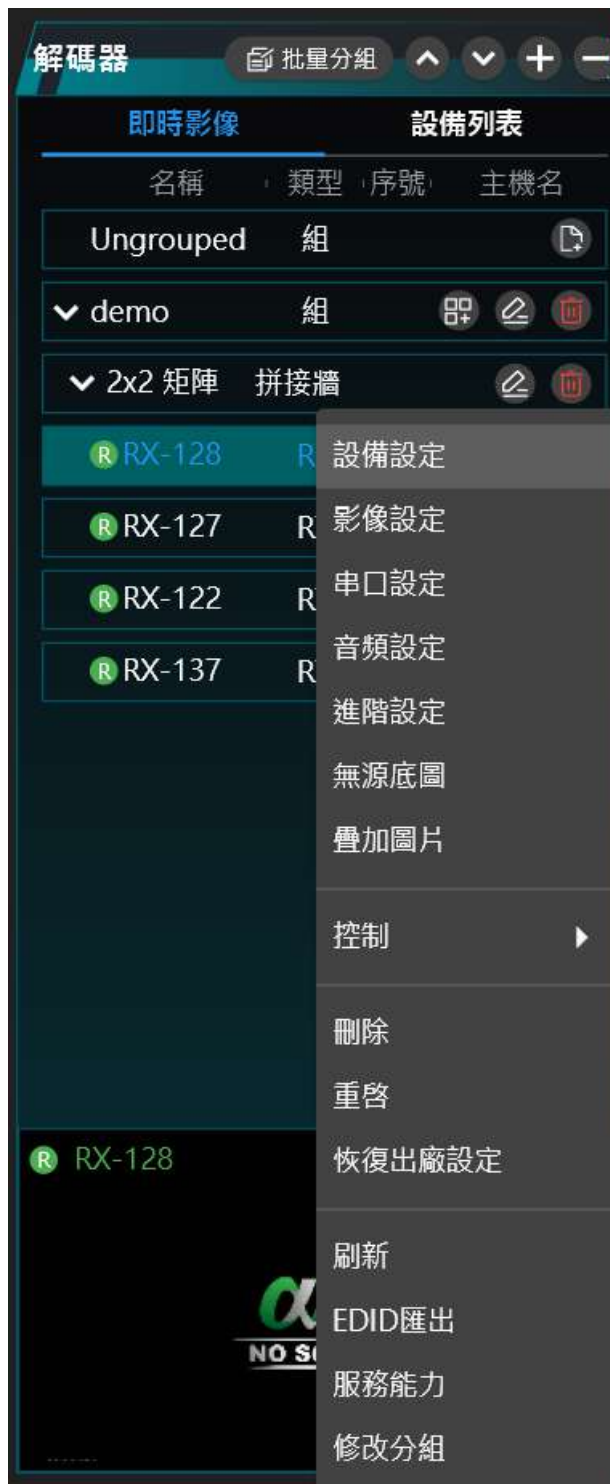 解碼器 批量分組
即時影像 設備列表
名稱 類型 序號 主機名
Ungrouped 組
demo 組
2x2 矩陣 拼接牆
R RX-128 R
R RX-127 R
R RX-122 R
R RX-137 R
設備設定
影像設定
串口設定
音頻設定
進階設定
無源底圖
疊加圖片
控制
刪除
重啓
恢復出廠設定
刷新
EDID匯出
服務能力
修改分組
R RX-128
NO S